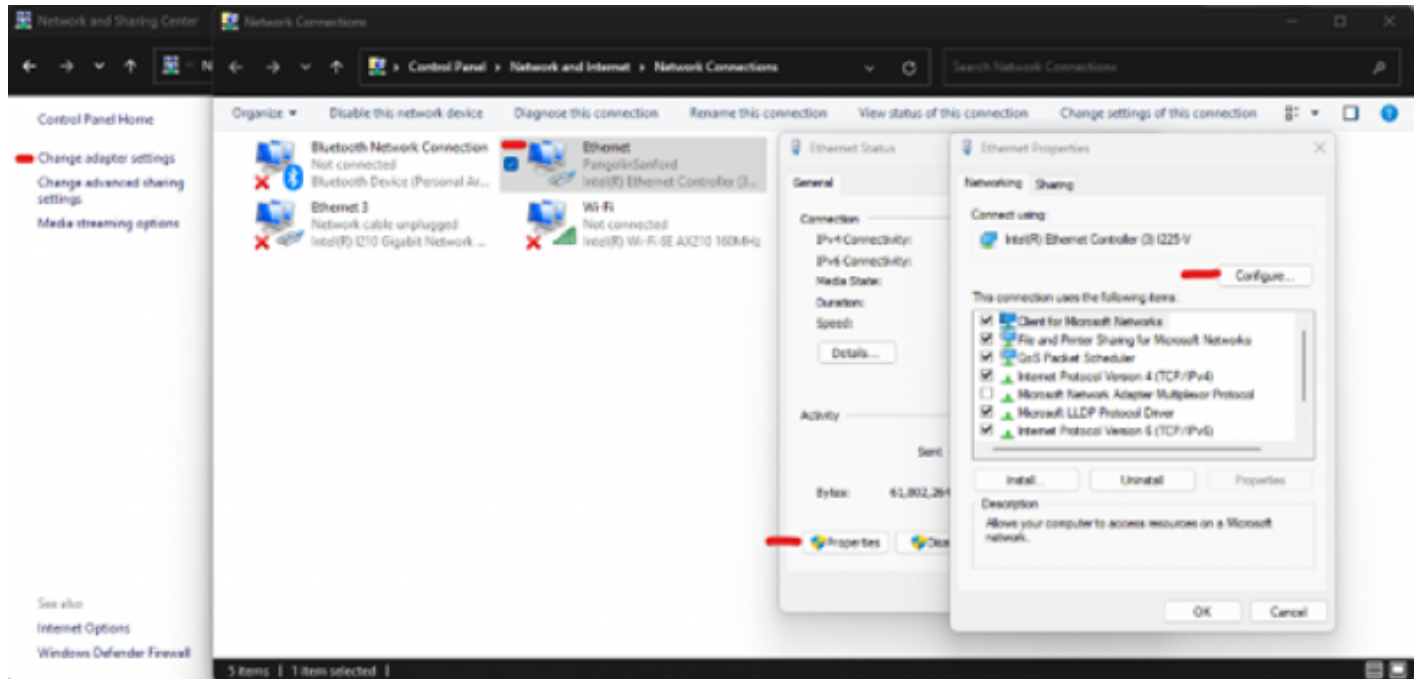 Network and Sharing Center
Network Connections
N
Control Panel > Network and Internet > Network Connections
Search Network Connections
Control Panel Home
Change adapter settings
Change advanced sharing
settings
Media streaming options
See also
Internet Options
Windows Defender Firewall
Organize
Disable this network device
Diagnose this connection
Rename this connection
View status of this connection
Change settings of this connection
Bluetooth Network Connection
Not connected
Bluetooth Device (Personal Ar...
Ethernet
PangolinSanford
Intel(R) Ethernet Controller (3...
Ethernet 3
Network cable unplugged
Intel(R) I210 Gigabit Network ...
Wi-Fi
Not connected
Intel(R) Wi-Fi 6E AX210 160MHz
Ethernet Status
General
Connection
IPv4 Connectivity:
IPv6 Connectivity:
Media State:
Duration:
Speed:
Details...
Activity
Sent
Bytes: 61,802,264
Properties
Disa
Ethernet Properties
Networking
Sharing
Connect using:
Intel(R) Ethernet Controller (3) I225-V
Configure...
This connection uses the following items:
Client for Microsoft Networks
File and Printer Sharing for Microsoft Networks
QoS Packet Scheduler
Internet Protocol Version 4 (TCP/IPv4)
Microsoft Network Adapter Multiplexor Protocol
Microsoft LLDP Protocol Driver
Internet Protocol Version 6 (TCP/IPv6)
Install...
Uninstall
Properties
Description
Allows your computer to access resources on a Microsoft
network.
OK
Cancel
5 items | 1 item selected |